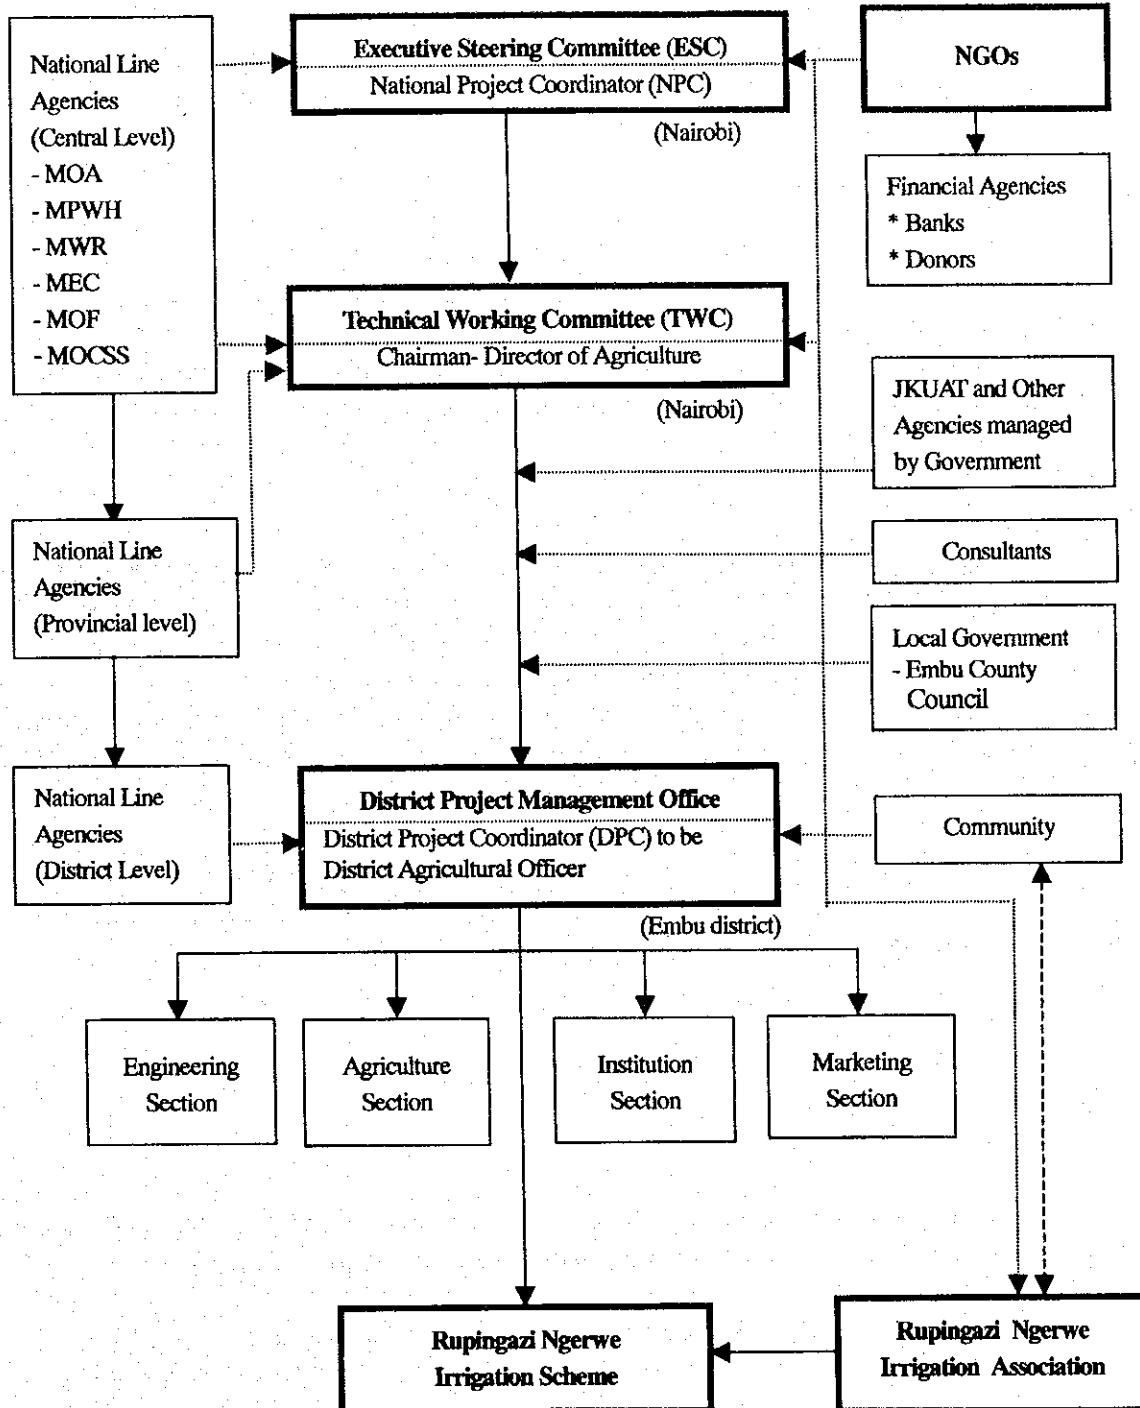 National Line
Agencies
(Central Level)
- MOA
- MPWH
- MWR
- MEC
- MOF
- MOCSS
Executive Steering Committee (ESC)
National Project Coordinator (NPC)
(Nairobi)
NGOs
Financial Agencies
* Banks
* Donors
Technical Working Committee (TWC)
Chairman- Director of Agriculture
(Nairobi)
JKUAT and Other
Agencies managed
by Government
National Line
Agencies
(Provincial level)
Consultants
Local Government
- Embu County
Council
National Line
Agencies
(District Level)
District Project Management Office
District Project Coordinator (DPC) to be
District Agricultural Officer
(Embu district)
Community
Engineering
Section
Agriculture
Section
Institution
Section
Marketing
Section
Rupingazi Ngerwe
Irrigation Scheme
Rupingazi Ngerwe
Irrigation Association